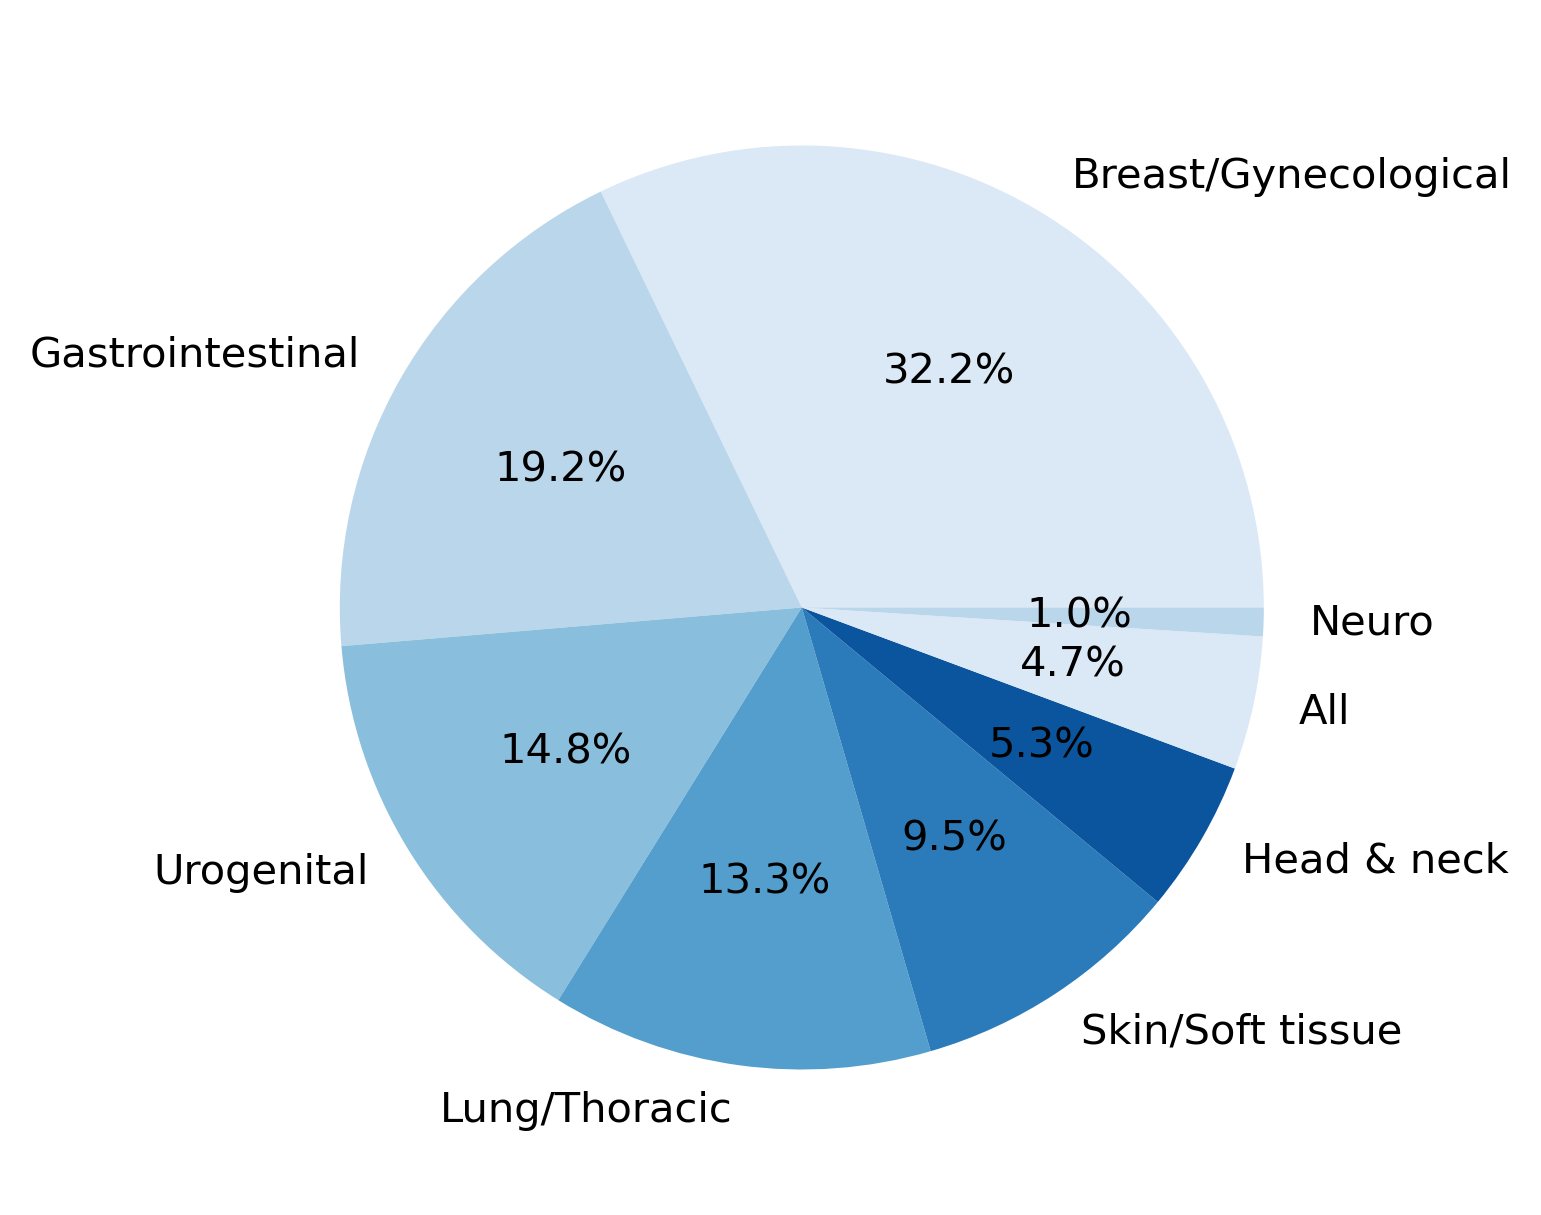 Breast/Gynecological
32.2%
Gastrointestinal
19.2%
Urogenital
14.8%
Lung/Thoracic
13.3%
Skin/Soft tissue
9.5%
Head & neck
5.3%
All
4.7%
Neuro
1.0%